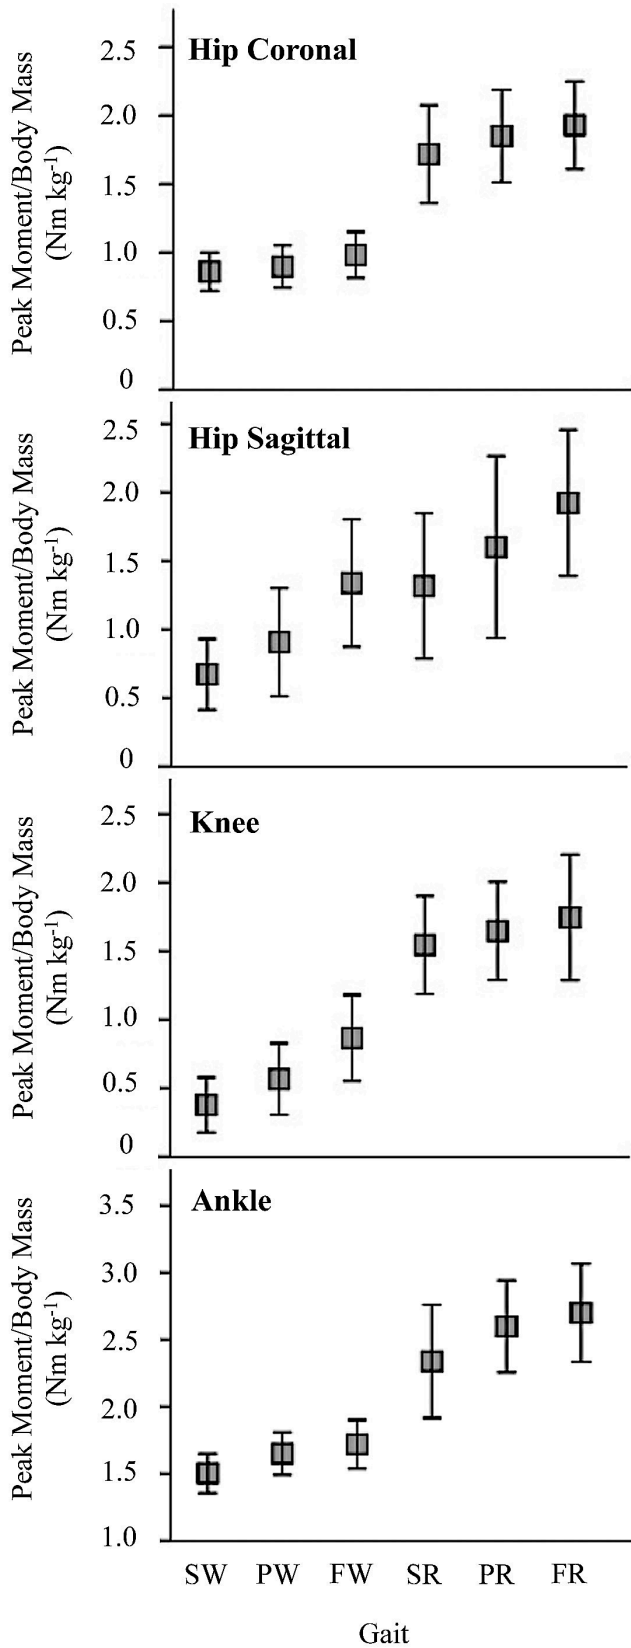 Hip Coronal
Peak Moment/Body Mass
(Nm kg-1)
2.5
2.0
1.5
1.0
0.5
0
Hip Sagittal
Peak Moment/Body Mass
(Nm kg-1)
2.5
2.0
1.5
1.0
0.5
0
Knee
Peak Moment/Body Mass
(Nm kg-1)
2.5
2.0
1.5
1.0
0.5
0
Ankle
Peak Moment/Body Mass
(Nm kg-1)
3.5
3.0
2.5
2.0
1.5
1.0
SW PW FW SR PR FR
Gait